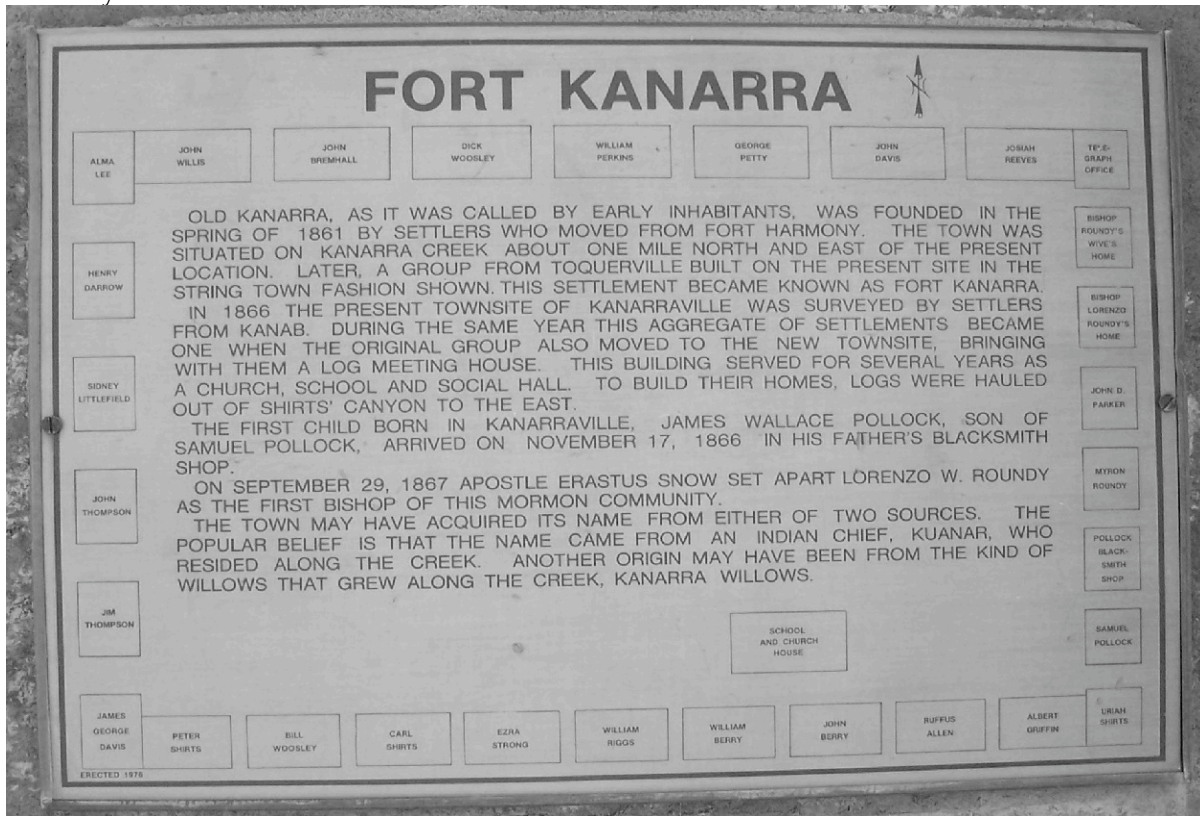 FORT KANARRA
N
ALMA
LEE
JOHN
WILLIS
JOHN
BREMHALL
DICK
WOOSLEY
WILLIAM
PERKINS
GEORGE
PETTY
JOHN
DAVIS
JOSIAH
REEVES
TELE-
GRAPH
OFFICE
OLD KANARRA, AS IT WAS CALLED BY EARLY INHABITANTS, WAS FOUNDED IN THE
SPRING OF 1861 BY SETTLERS WHO MOVED FROM FORT HARMONY. THE TOWN WAS
SITUATED ON KANARRA CREEK ABOUT ONE MILE NORTH AND EAST OF THE PRESENT
LOCATION. LATER, A GROUP FROM TOQUERVILLE BUILT ON THE PRESENT SITE IN THE
STRING TOWN FASHION SHOWN. THIS SETTLEMENT BECAME KNOWN AS FORT KANARRA.
IN 1866 THE PRESENT TOWNSITE OF KANARRAVILLE WAS SURVEYED BY SETTLERS
FROM KANAB. DURING THE SAME YEAR THIS AGGREGATE OF SETTLEMENTS BECAME
ONE WHEN THE ORIGINAL GROUP ALSO MOVED TO THE NEW TOWNSITE, BRINGING
WITH THEM A LOG MEETING HOUSE. THIS BUILDING SERVED FOR SEVERAL YEARS AS
A CHURCH, SCHOOL AND SOCIAL HALL. TO BUILD THEIR HOMES, LOGS WERE HAULED
OUT OF SHIRTS' CANYON TO THE EAST.
THE FIRST CHILD BORN IN KANARRAVILLE, JAMES WALLACE POLLOCK, SON OF
SAMUEL POLLOCK, ARRIVED ON NOVEMBER 17, 1866 IN HIS FATHER'S BLACKSMITH
SHOP.
ON SEPTEMBER 29, 1867 APOSTLE ERASTUS SNOW SET APART LORENZO W. ROUNDY
AS THE FIRST BISHOP OF THIS MORMON COMMUNITY.
THE TOWN MAY HAVE ACQUIRED ITS NAME FROM EITHER OF TWO SOURCES. THE
POPULAR BELIEF IS THAT THE NAME CAME FROM AN INDIAN CHIEF, KUANAR, WHO
RESIDED ALONG THE CREEK. ANOTHER ORIGIN MAY HAVE BEEN FROM THE KIND OF
WILLOWS THAT GREW ALONG THE CREEK, KANARRA WILLOWS.
HENRY
DARROW
SIDNEY
LITTLEFIELD
JOHN
THOMPSON
JIM
THOMPSON
BISHOP
ROUNDY'S
WIVE'S
HOME
BISHOP
LORENZO
ROUNDY'S
HOME
JOHN D.
PARKER
MYRON
ROUNDY
POLLOCK
BLACK-
SMITH
SHOP
SAMUEL
POLLOCK
SCHOOL
AND CHURCH
HOUSE
JAMES
GEORGE
DAVIS
PETER
SHIRTS
BILL
WOOSLEY
CARL
SHIRTS
EZRA
STRONG
WILLIAM
RIGGS
WILLIAM
BERRY
JOHN
BERRY
RUFFUS
ALLEN
ALBERT
GRIFFIN
URIAH
SHIRTS
ERECTED 1976